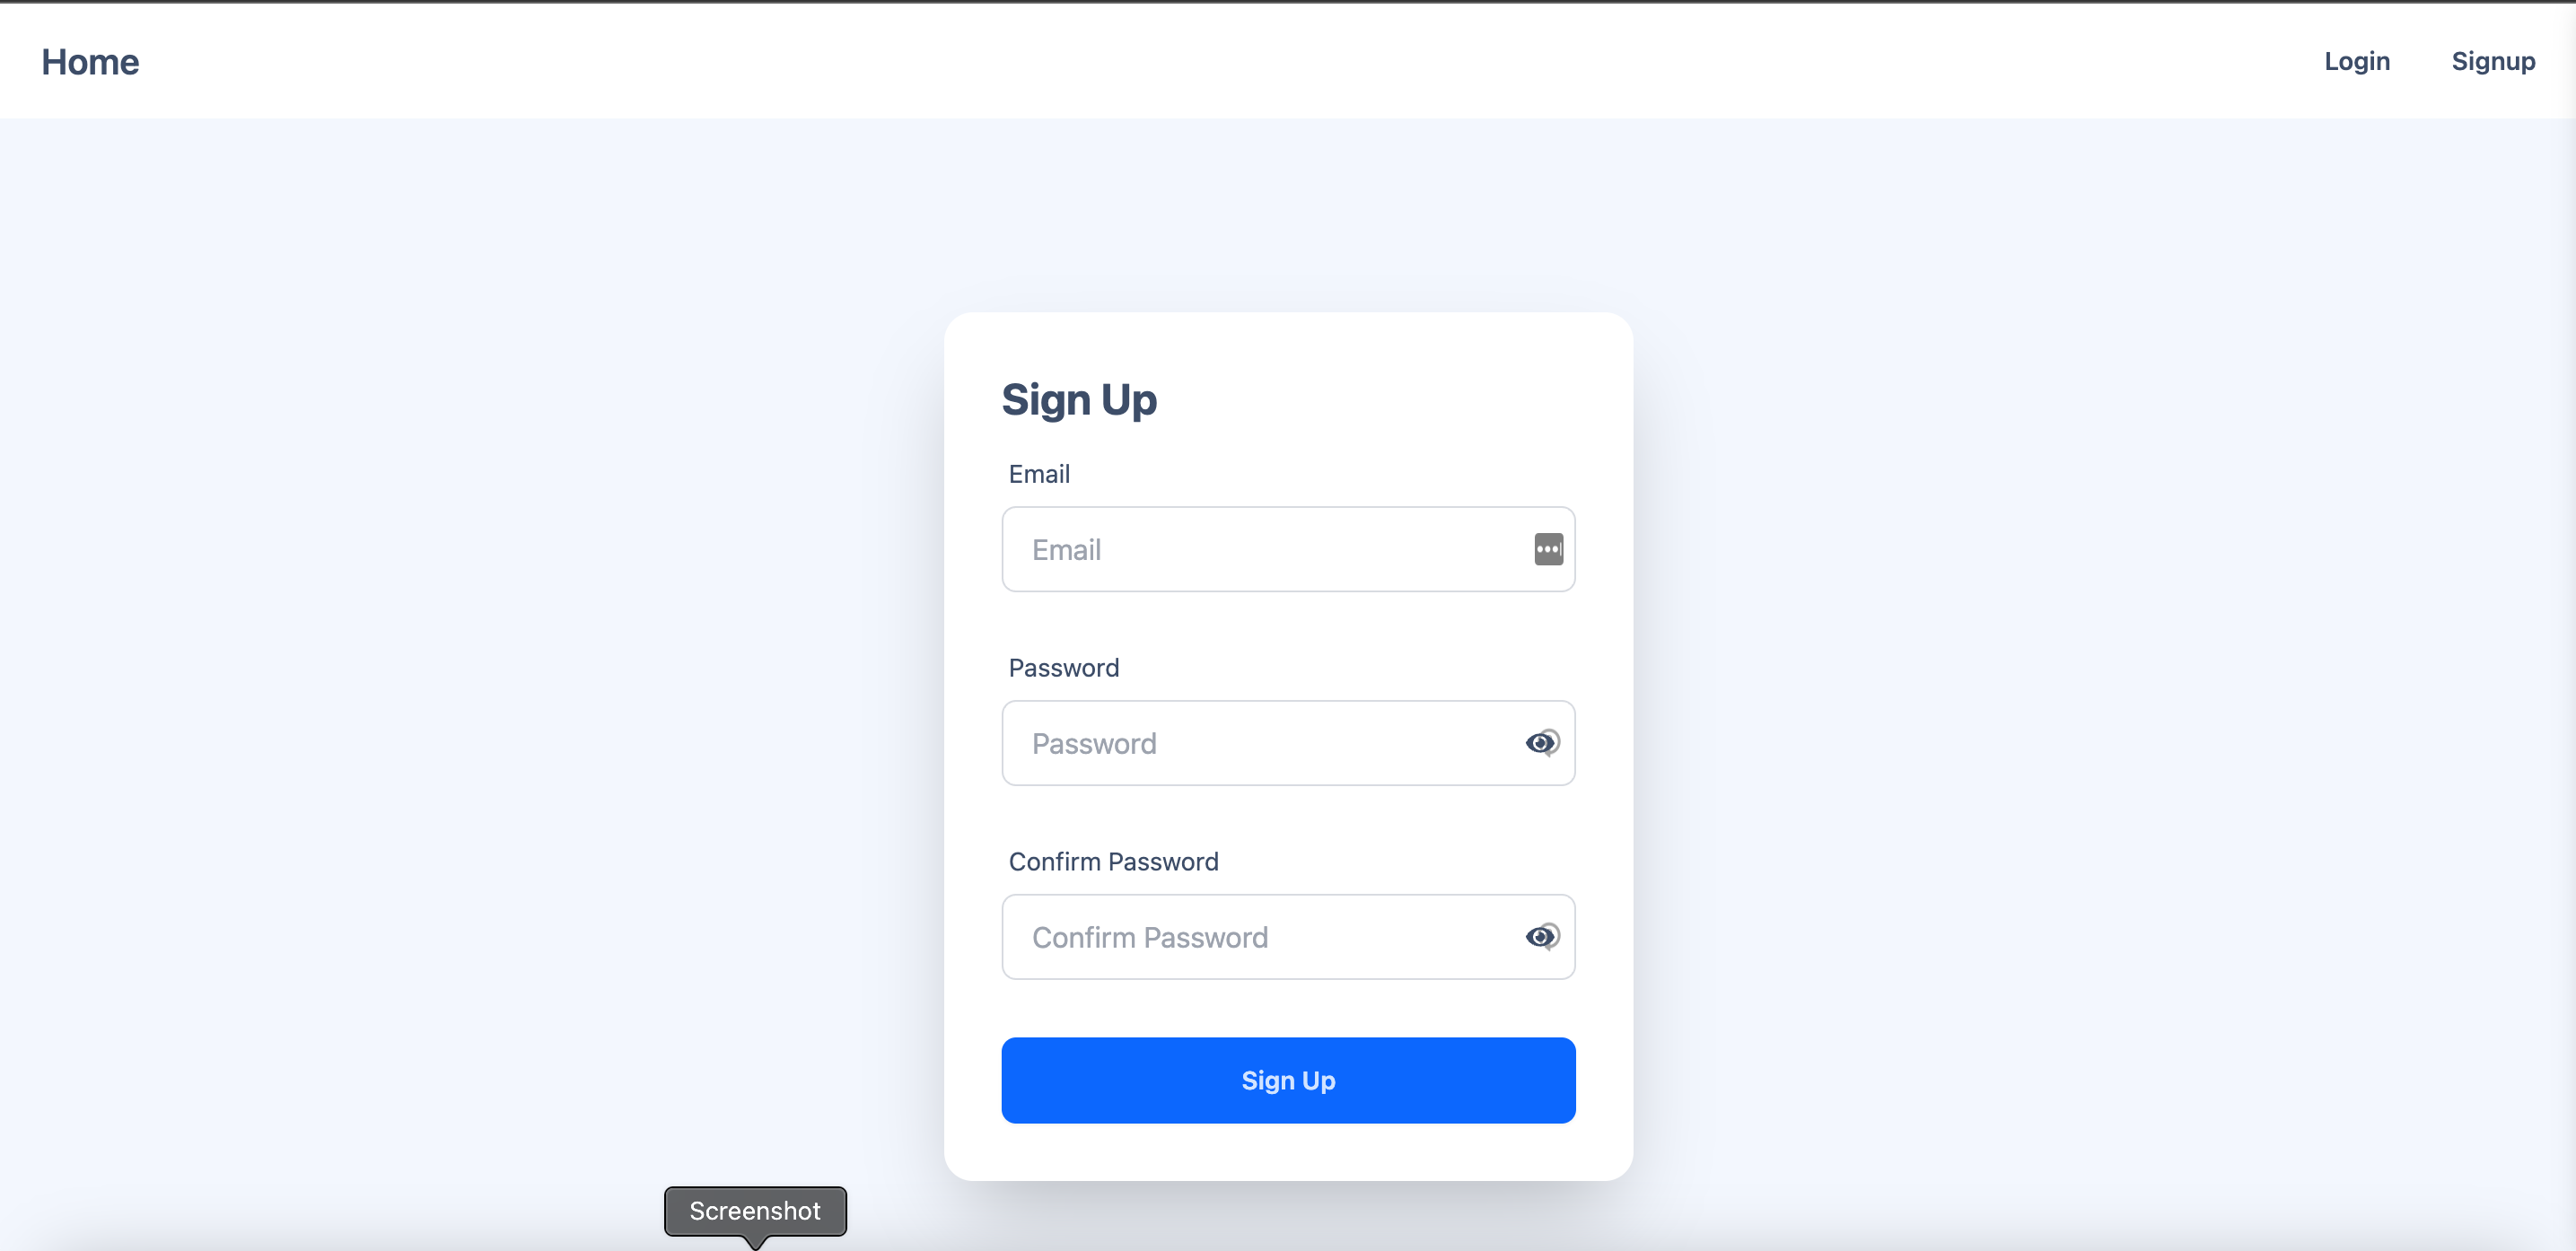 Home
Login
Signup
Sign Up
Email
Email
Password
Password
Confirm Password
Confirm Password
Sign Up
Screenshot